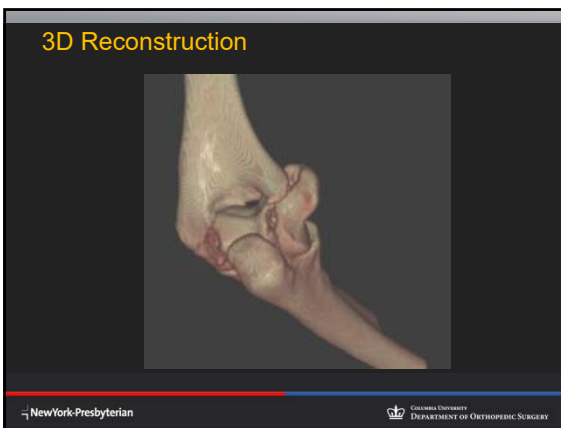 3D Reconstruction
NewYork-Presbyterian
COLUMBIA UNIVERSITY
DEPARTMENT OF ORTHOPEDIC SURGERY